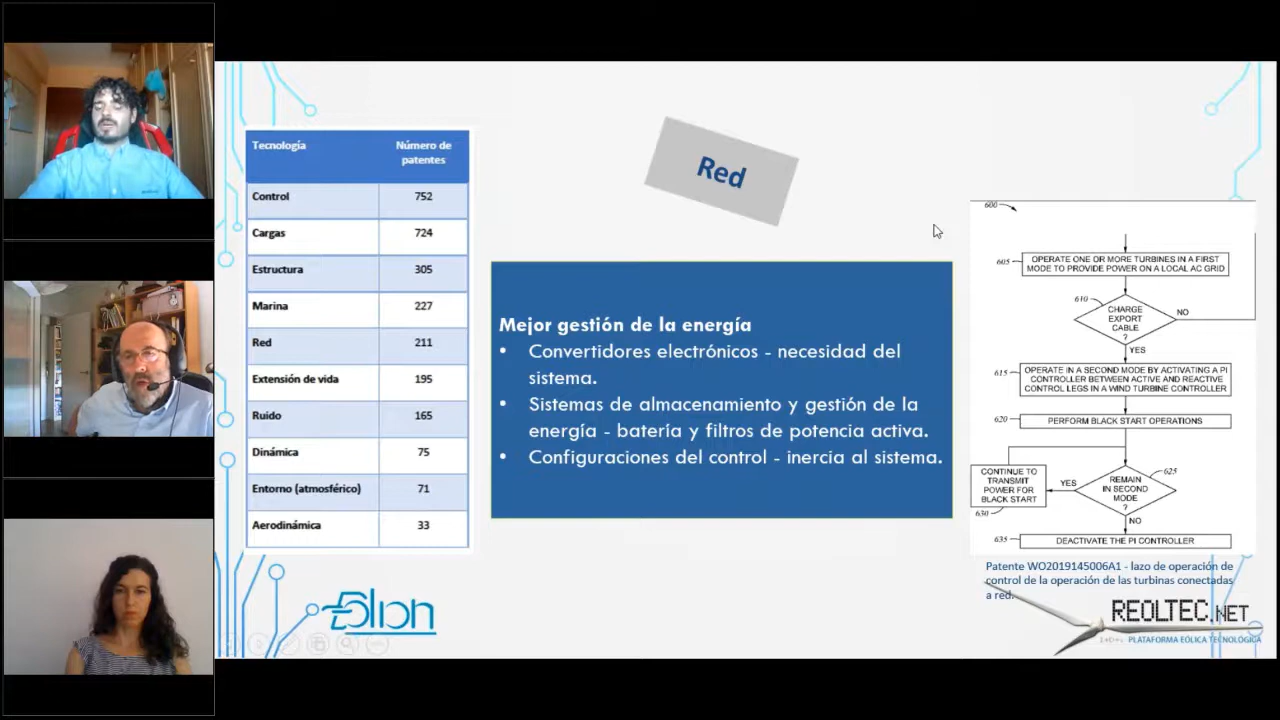 Tecnología Número de
patentes
Control 752
Cargas 724
Estructura 305
Marina 227
Red 211
Extensión de vida 195
Ruido 165
Dinámica 75
Entorno (atmosférico) 71
Aerodinámica 33
Red
Mejor gestión de la energía
• Convertidores electrónicos - necesidad del
sistema.
• Sistemas de almacenamiento y gestión de la
energía - batería y filtros de potencia activa.
• Configuraciones del control - inercia al sistema.
600
605
OPERATE ONE OR MORE TURBINES IN A FIRST
MODE TO PROVIDE POWER ON A LOCAL AC GRID
610
CHARGE
EXPORT
CABLE
?
NO
YES
615
OPERATE IN A SECOND MODE BY ACTIVATING A PI
CONTROLLER BETWEEN ACTIVE AND REACTIVE
CONTROL LEGS IN A WIND TURBINE CONTROLLER
620
PERFORM BLACK START OPERATIONS
CONTINUE TO
TRANSMIT
POWER FOR
BLACK START
630
YES
625
REMAIN
IN SECOND
MODE
?
NO
635
DEACTIVATE THE PI CONTROLLER
Patente WO2019145006A1 - lazo de operación de
control de la operación de las turbinas conectadas
a red.
Eolion
REOLTEC.NET
PLATAFORMA EÓLICA TECNOLÓGICA